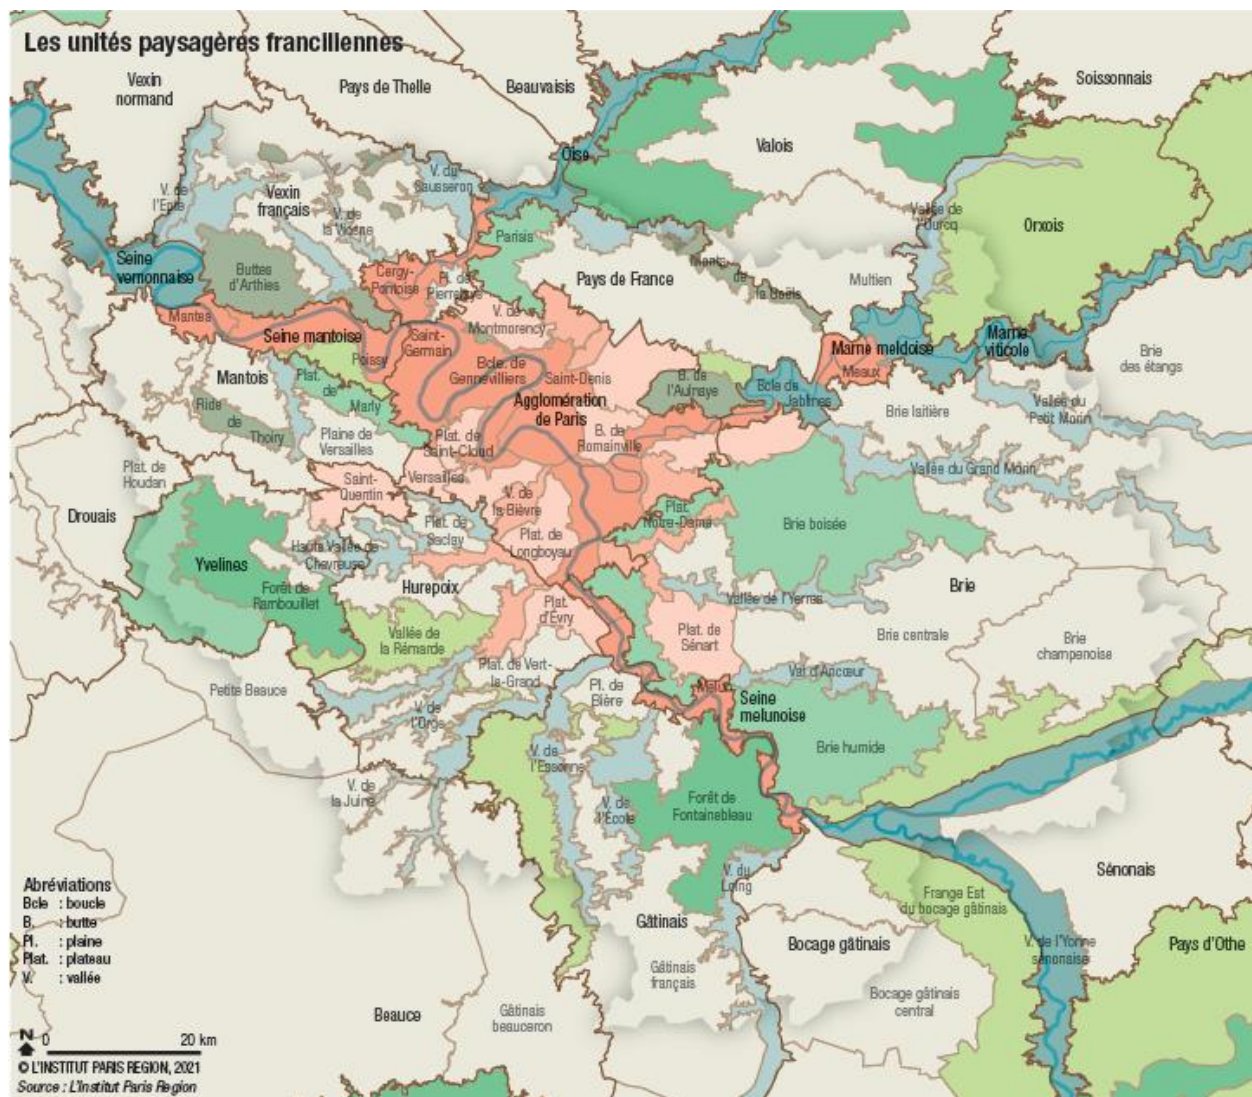 Les unités paysagères franciliennes
Vexin
normand
Pays de Thelle
Beauvaisis
Soissonnais
Oise
Valois
V. de
l'Epte
Vexin
français
V. de
la Viosne
V. du
Sausseron
Parisis
Vallée de
l'Ourcq
Orxois
Seine
vernonnaise
Buttes
d'Arthies
Cergy-
Pontoise
Pl. de
Pierrelaye
Pays de France
Monts
de
la Goële
Multien
Mantes
Seine mantoise
Poissy
Saint-
Germain
V. de
Montmorency
Bcle. de
Gennevilliers
Saint-Denis
Marne meldoise
Meaux
Marne
viticole
Brie
des étangs
Mantois
Plat.
de
Marly
Agglomération
de Paris
B. de
l'Aulnaye
Bcle de
Jablines
Brie laitière
Vallée du
Petit Morin
Ride
de
Thoiry
Plaine de
Versailles
Plat. de
Saint-Cloud
B. de
Romainville
Plat. de
Houdan
Saint-
Quentin
Versailles
Vallée du Grand Morin
Drouais
V. de
la Bièvre
Plat. de
Saclay
Plat. de
Longboyau
Plat.
Notre-Dame
Brie boisée
Yvelines
Haute Vallée de
Chevreuse
Forêt de
Rambouillet
Hurepoix
Vallée de l'Yerres
Brie
Plat.
d'Évry
Vallée de
la Rémarde
Plat. de
Sénart
Brie centrale
Brie
champenoise
Petite Beauce
Plat. de Vert-
le-Grand
Pl. de
Bière
Melun
Val d'Ancœur
Seine
melunoise
V. de
l'Orge
Brie humide
V. de
l'Essonne
V. de
la Juine
V. de
l'École
Forêt de
Fontainebleau
V. du
Loing
Sénonais
Frange Est
du bocage gâtinais
Gâtinais
Bocage gâtinais
V. de l'Yonne
sénonaise
Pays d'Othe
Gâtinais
français
Bocage gâtinais
central
Beauce
Gâtinais
beauceron
Abréviations
Bcle : boucle
B. : butte
Pl. : plaine
Plat. : plateau
V. : vallée
N
0 20 km
© L'INSTITUT PARIS REGION, 2021
Source : L'Institut Paris Region